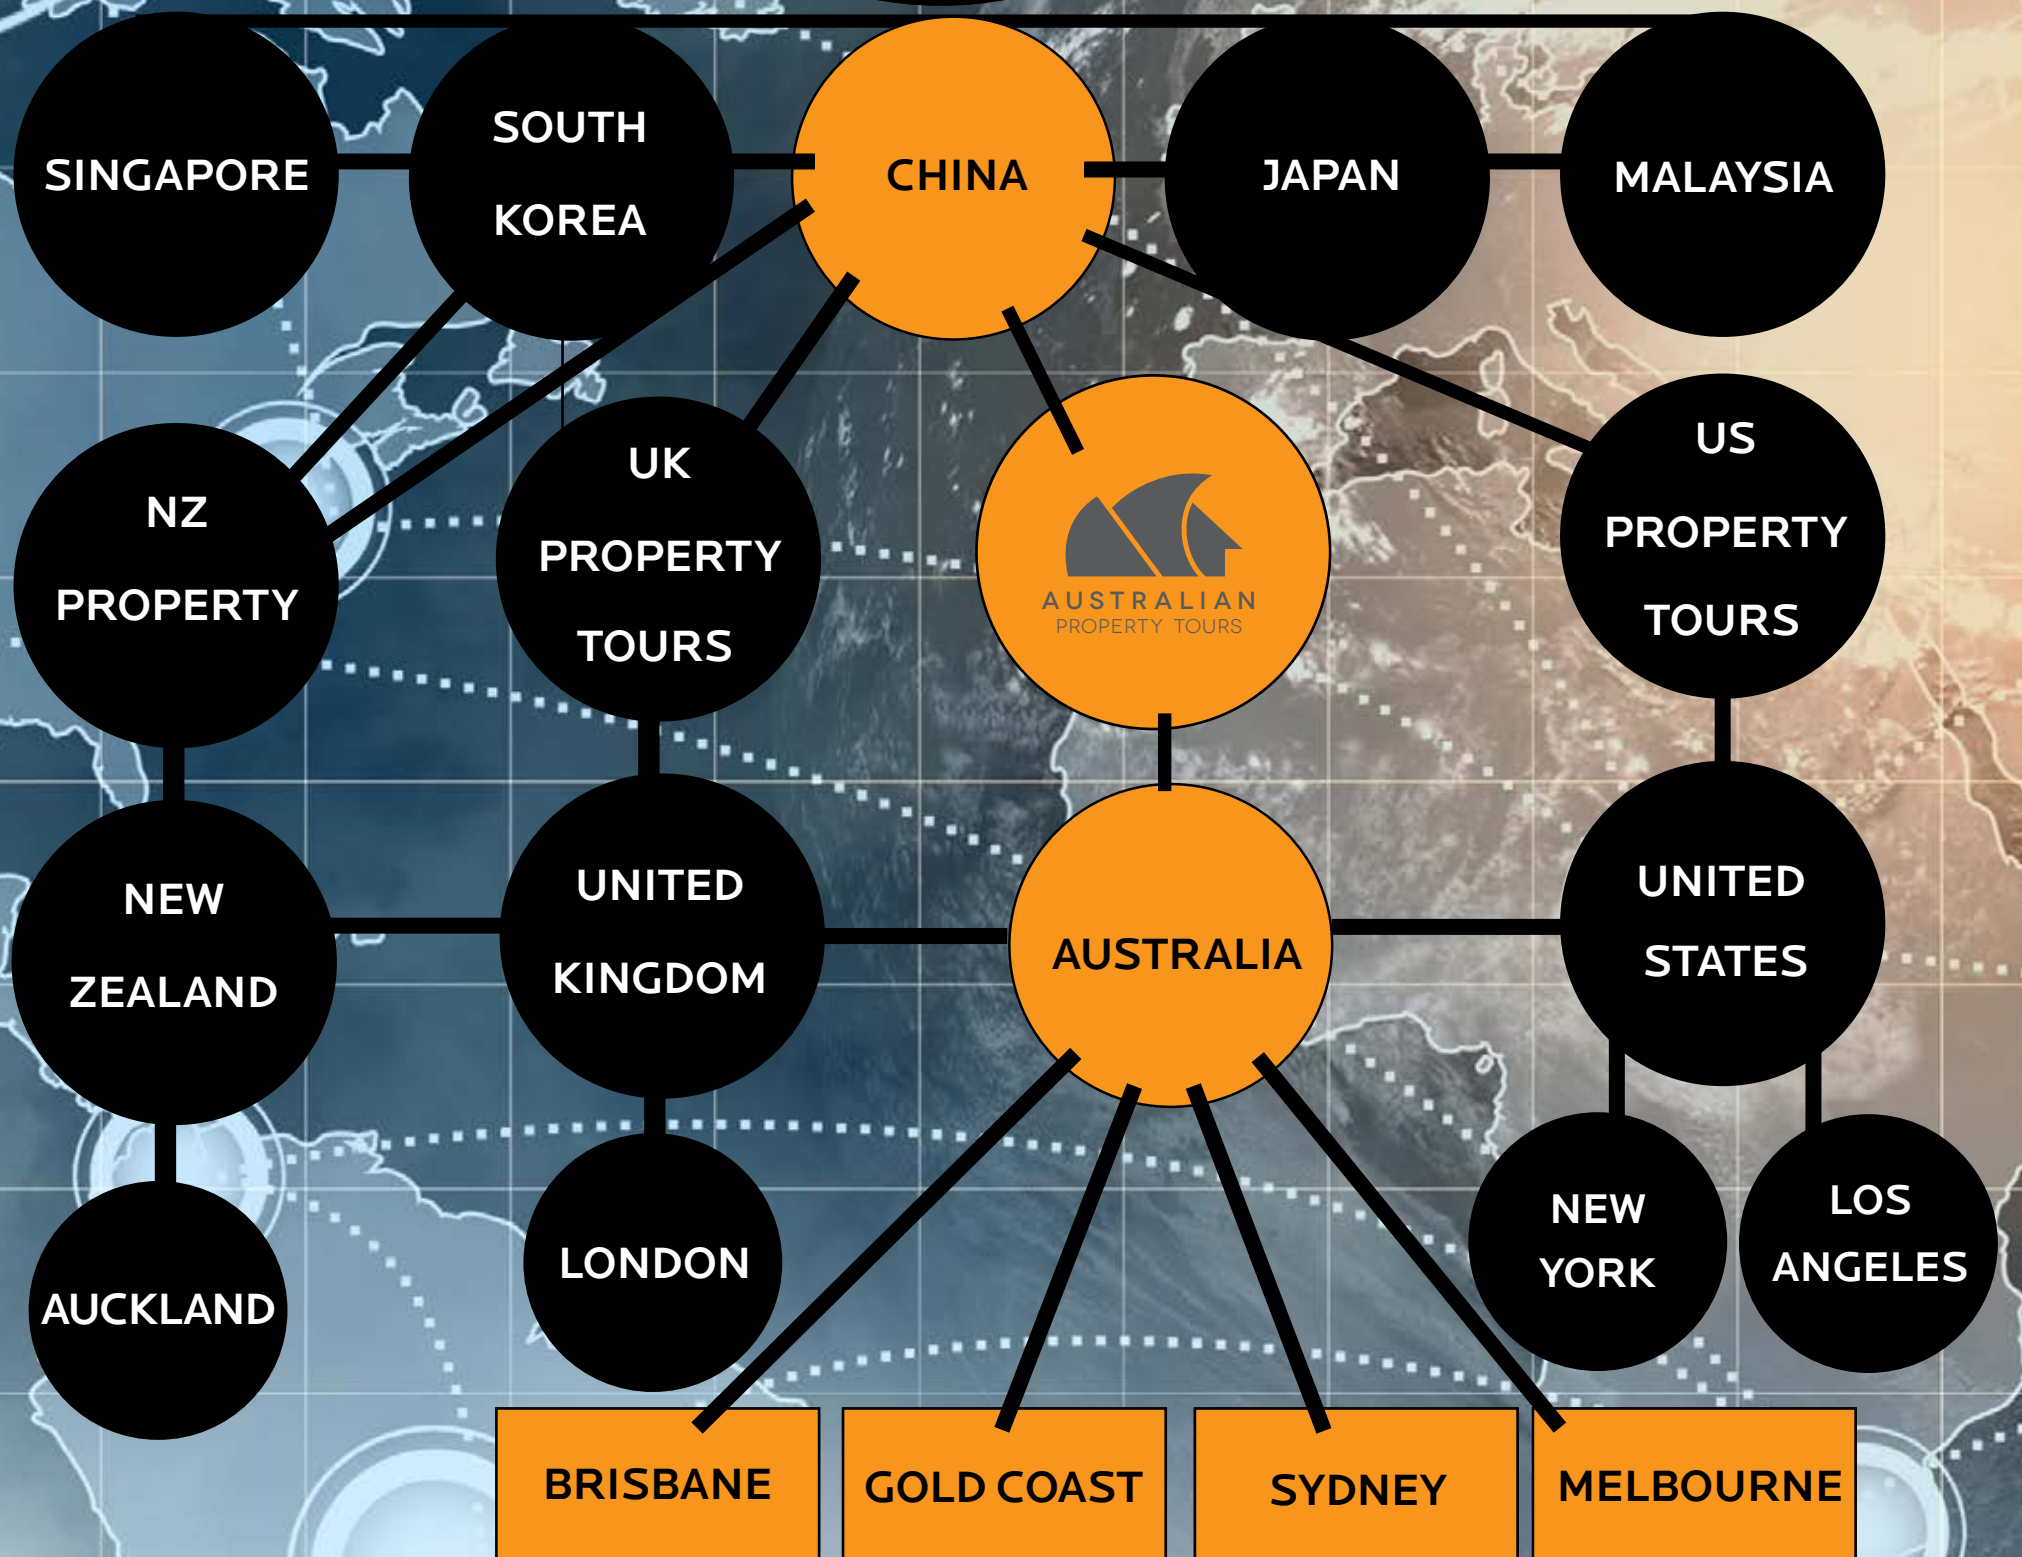 SINGAPORE
SOUTH
KOREA
CHINA
JAPAN
MALAYSIA
NZ
PROPERTY
UK
PROPERTY
TOURS
AUSTRALIAN
PROPERTY TOURS
US
PROPERTY
TOURS
NEW
ZEALAND
UNITED
KINGDOM
AUSTRALIA
UNITED
STATES
AUCKLAND
LONDON
NEW
YORK
LOS
ANGELES
BRISBANE
GOLD COAST
SYDNEY
MELBOURNE